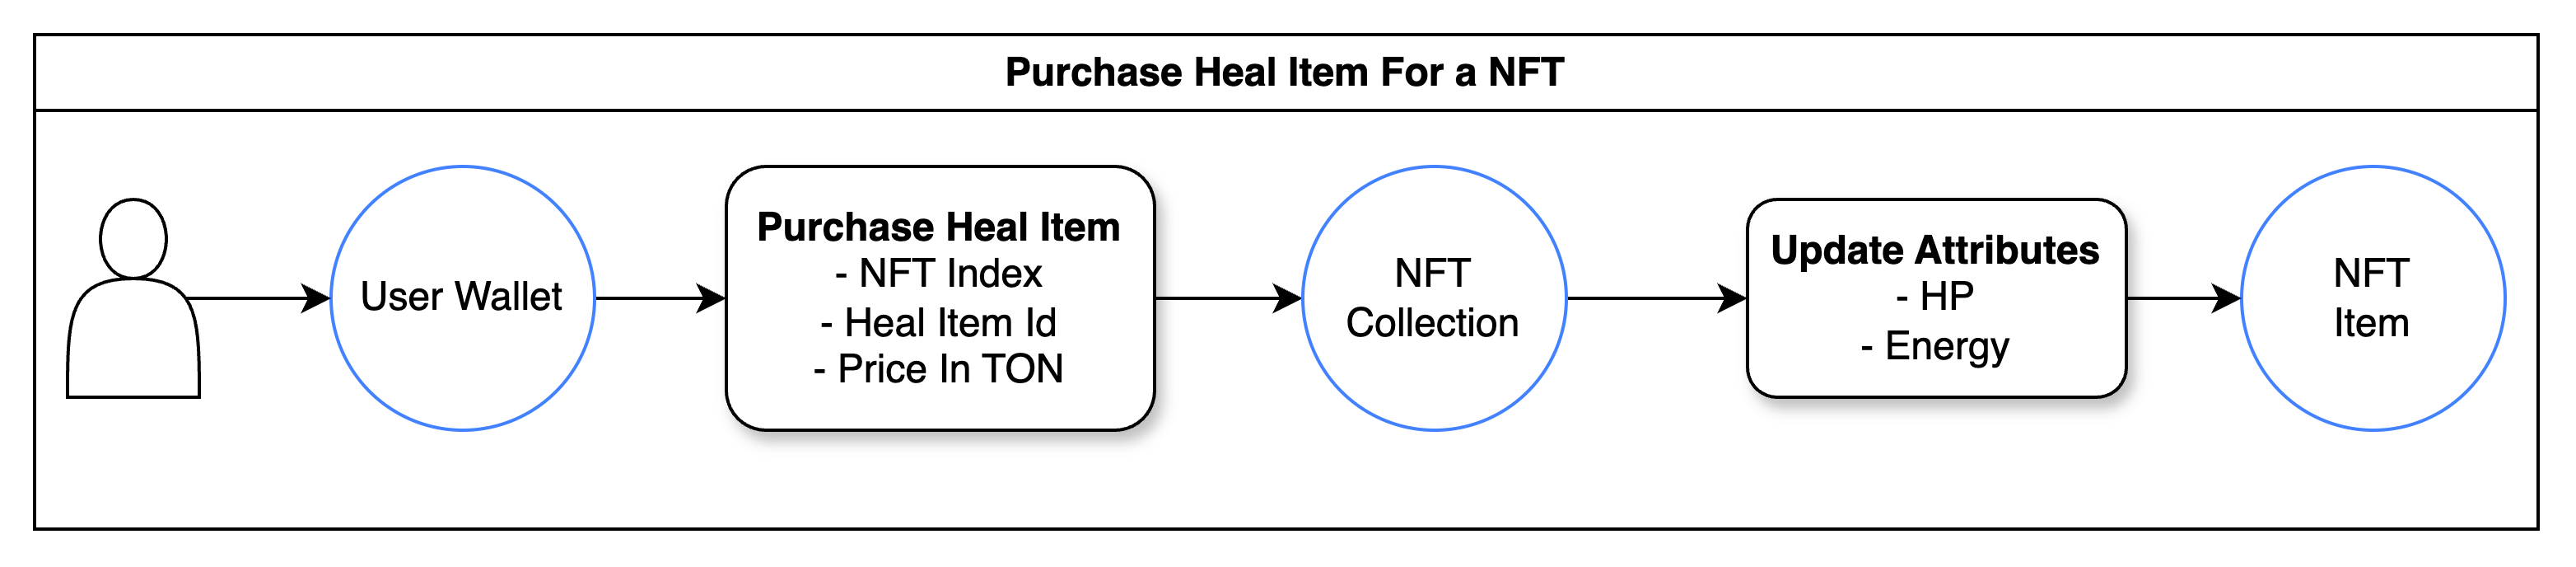 Purchase Heal Item For a NFT
User Wallet
Purchase Heal Item
- NFT Index
- Heal Item Id
- Price In TON
NFT
Collection
Update Attributes
- HP
- Energy
NFT
Item